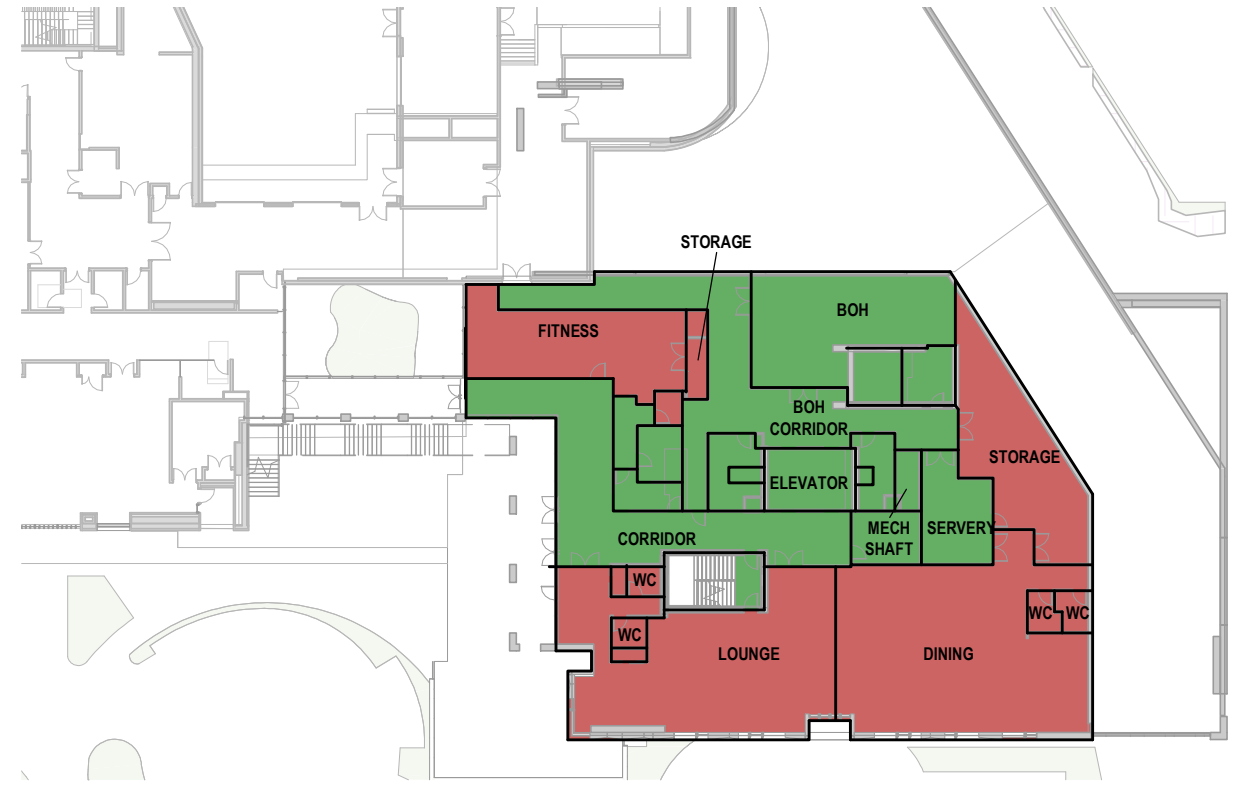 STORAGE
BOH
FITNESS
BOH
CORRIDOR
STORAGE
ELEVATOR
MECH
SHAFT
SERVERY
CORRIDOR
WC
WC
WC
WC
LOUNGE
DINING